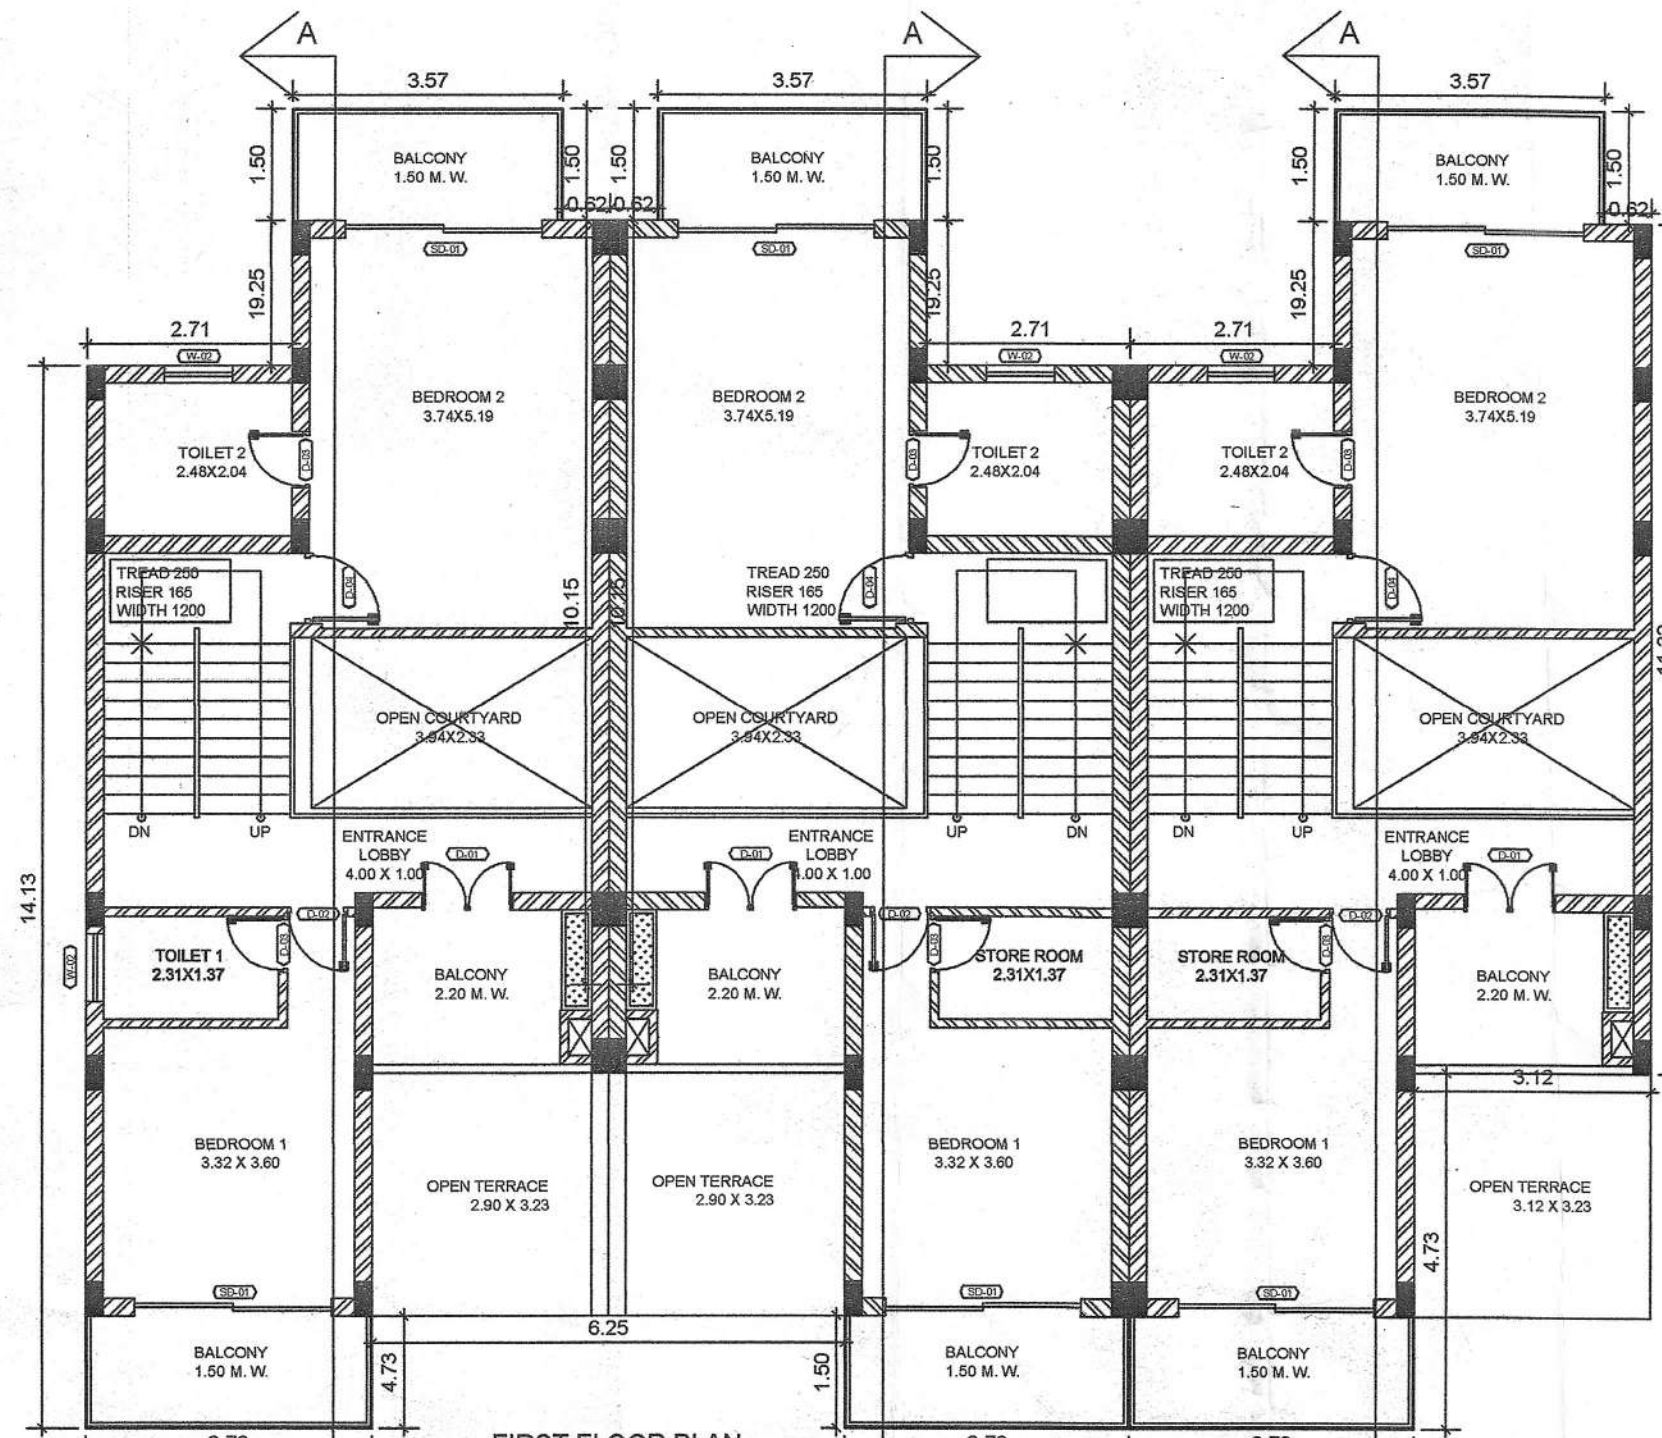 A A A
3.57 3.57 3.57
BALCONY
1.50 M. W.
BALCONY
1.50 M. W.
BALCONY
1.50 M. W.
1.50 1.50 1.50 1.50 1.50 1.50
0.62 0.62 0.62
SD-01 SD-01 SD-01
19.25 19.25 19.25
2.71 2.71 2.71
W-02 W-02 W-02
BEDROOM 2
3.74X5.19
BEDROOM 2
3.74X5.19
BEDROOM 2
3.74X5.19
TOILET 2
2.48X2.04
TOILET 2
2.48X2.04
TOILET 2
2.48X2.04
D-03 D-03 D-03
TREAD 250
RISER 165
WIDTH 1200
TREAD 250
RISER 165
WIDTH 1200
TREAD 250
RISER 165
WIDTH 1200
D-04 D-04 D-04
10.15 10.15
OPEN COURTYARD
3.94X2.33
OPEN COURTYARD
3.94X2.33
OPEN COURTYARD
3.94X2.33
DN UP UP DN DN UP
ENTRANCE
LOBBY
4.00 X 1.00
ENTRANCE
LOBBY
4.00 X 1.00
ENTRANCE
LOBBY
4.00 X 1.00
D-01 D-01 D-01
14.13
D-02 D-02 D-02
W-02
TOILET 1
2.31X1.37
D-03
BALCONY
2.20 M. W.
BALCONY
2.20 M. W.
D-03
STORE ROOM
2.31X1.37
STORE ROOM
2.31X1.37
D-03
BALCONY
2.20 M. W.
3.12
BEDROOM 1
3.32 X 3.60
OPEN TERRACE
2.90 X 3.23
OPEN TERRACE
2.90 X 3.23
BEDROOM 1
3.32 X 3.60
BEDROOM 1
3.32 X 3.60
OPEN TERRACE
3.12 X 3.23
4.73
SD-01 SD-01 SD-01
6.25
BALCONY
1.50 M. W.
4.73
1.50
BALCONY
1.50 M. W.
BALCONY
1.50 M. W.
FIRST FLOOR PLAN